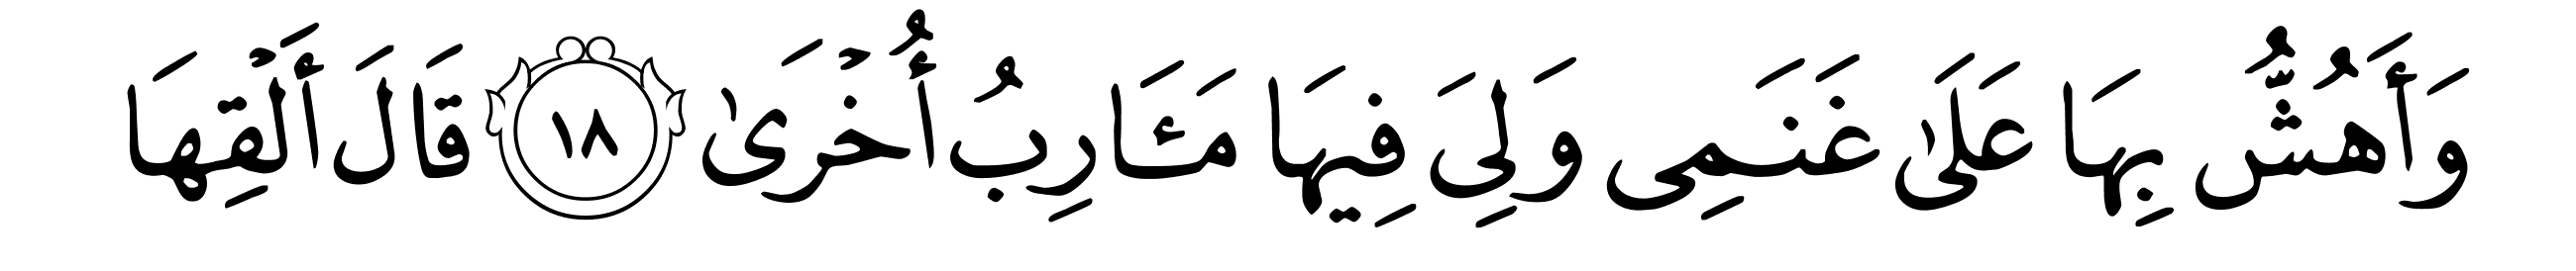 وَأَهُشُّ بِهَا عَلَىٰ غَنَمِى وَلِىَ فِيهَا مَـَٔارِبُ أُخْرَىٰ ١٨ قَالَ أَلْقِهَا